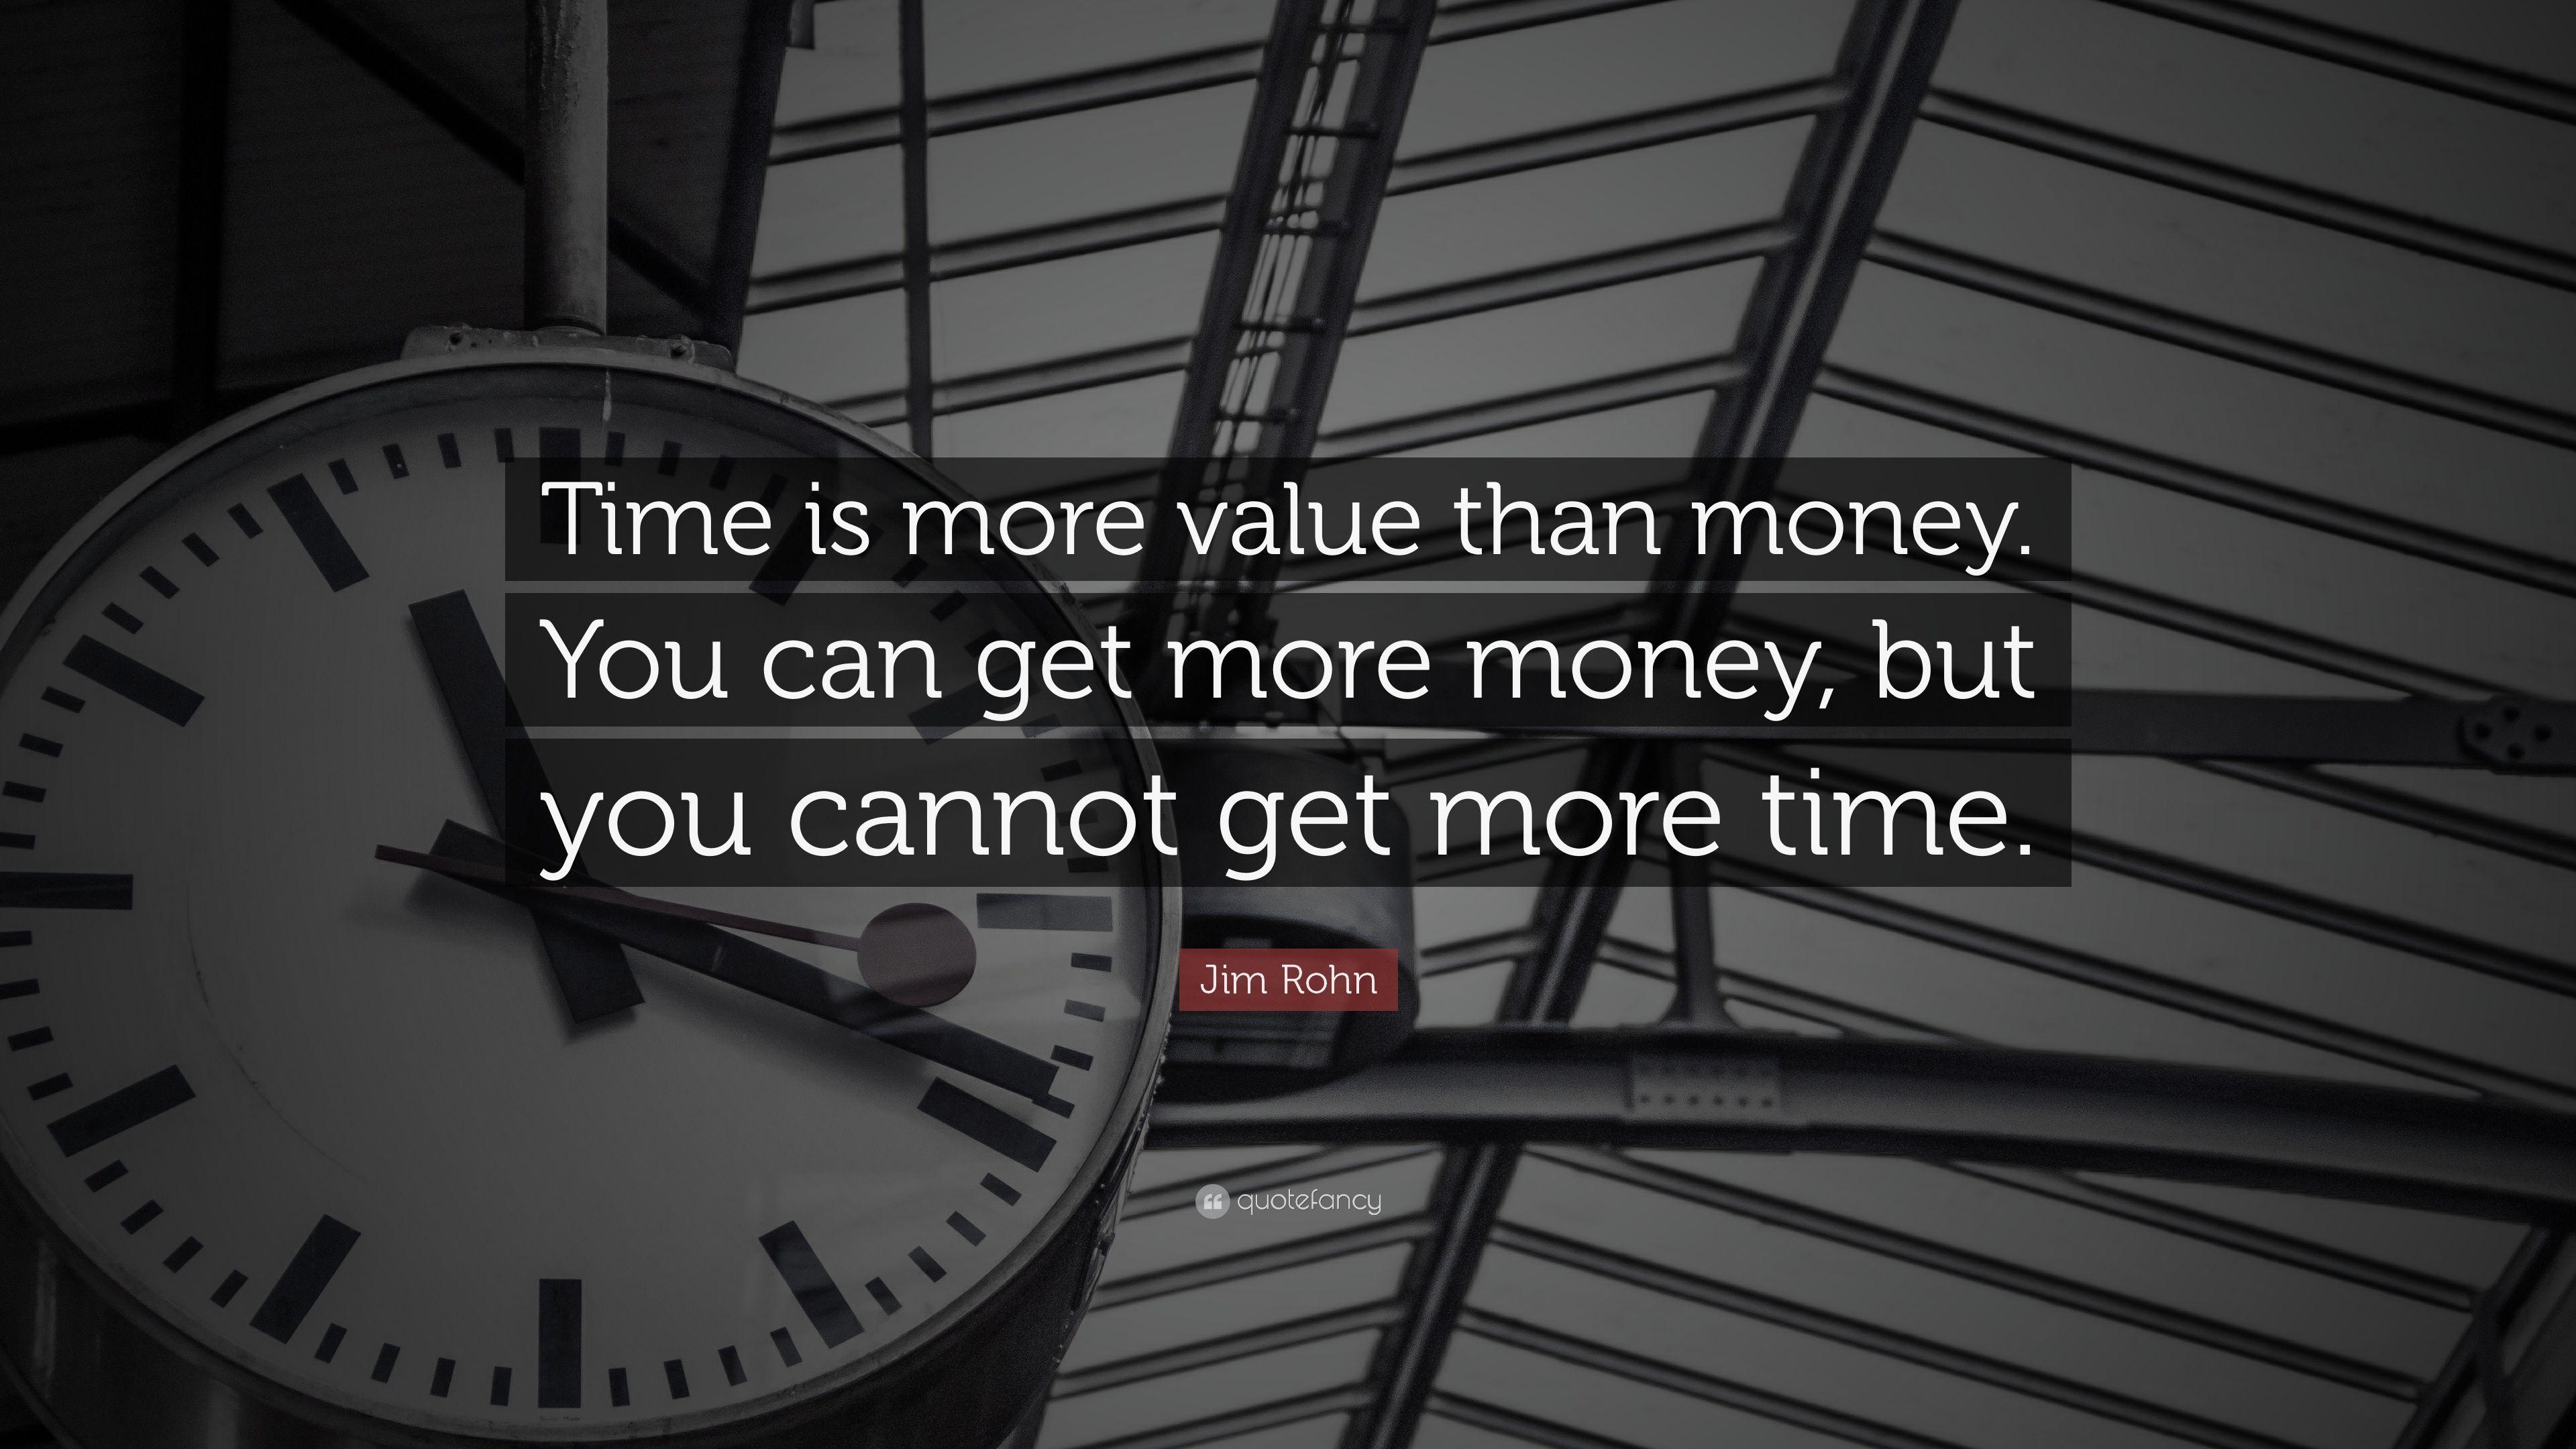 Time is more value than money.
You can get more money, but
you cannot get more time.
Jim Rohn
quotefancy